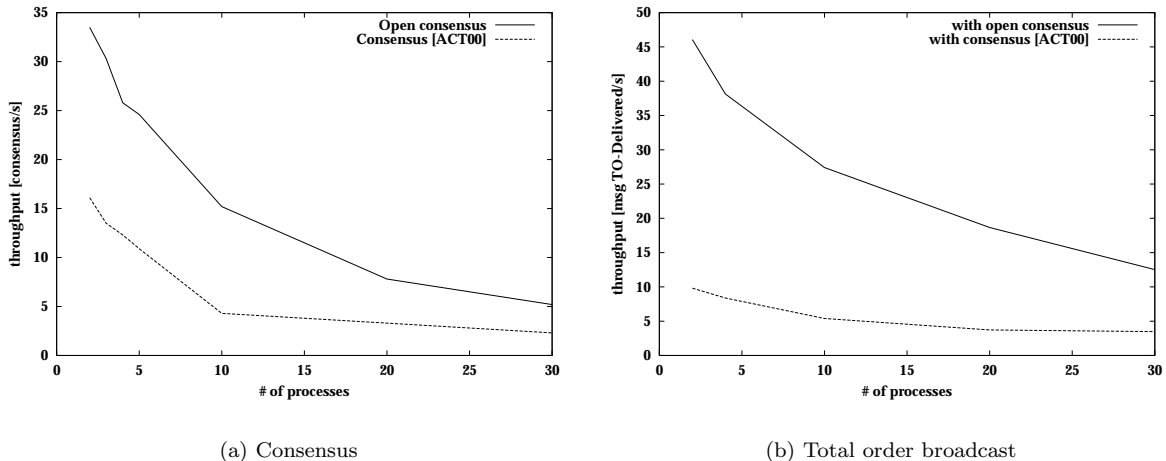 35
30
25
20
15
10
5
0
throughput [consensus/s]
Open consensus
Consensus [ACT00]
0 5 10 15 20 25 30
# of processes
(a) Consensus
50
45
40
35
30
25
20
15
10
5
0
throughput [msg TO-Delivered/s]
with open consensus
with consensus [ACT00]
0 5 10 15 20 25 30
# of processes
(b) Total order broadcast